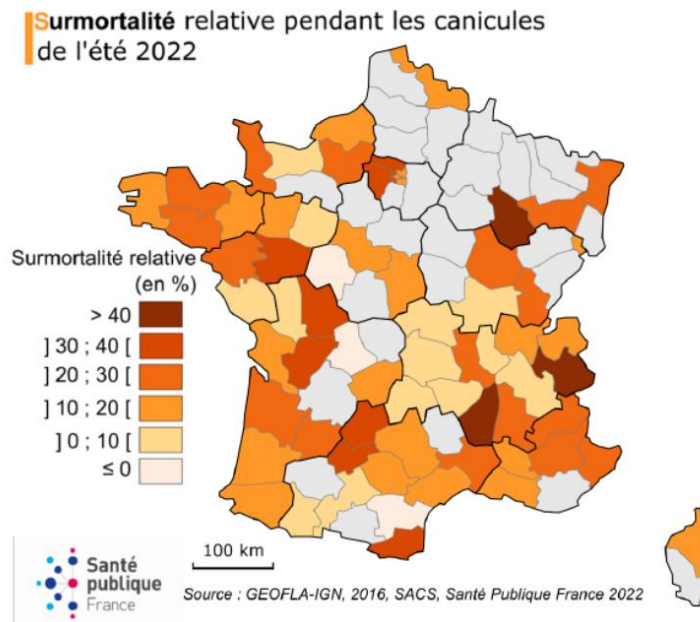 Surmortalité relative pendant les canicules
de l'été 2022
Surmortalité relative
(en %)
> 40
] 30 ; 40 [
] 20 ; 30 [
] 10 ; 20 [
] 0 ; 10 [
≤ 0
100 km
Santé
publique
France
Source : GEOFLA-IGN, 2016, SACS, Santé Publique France 2022